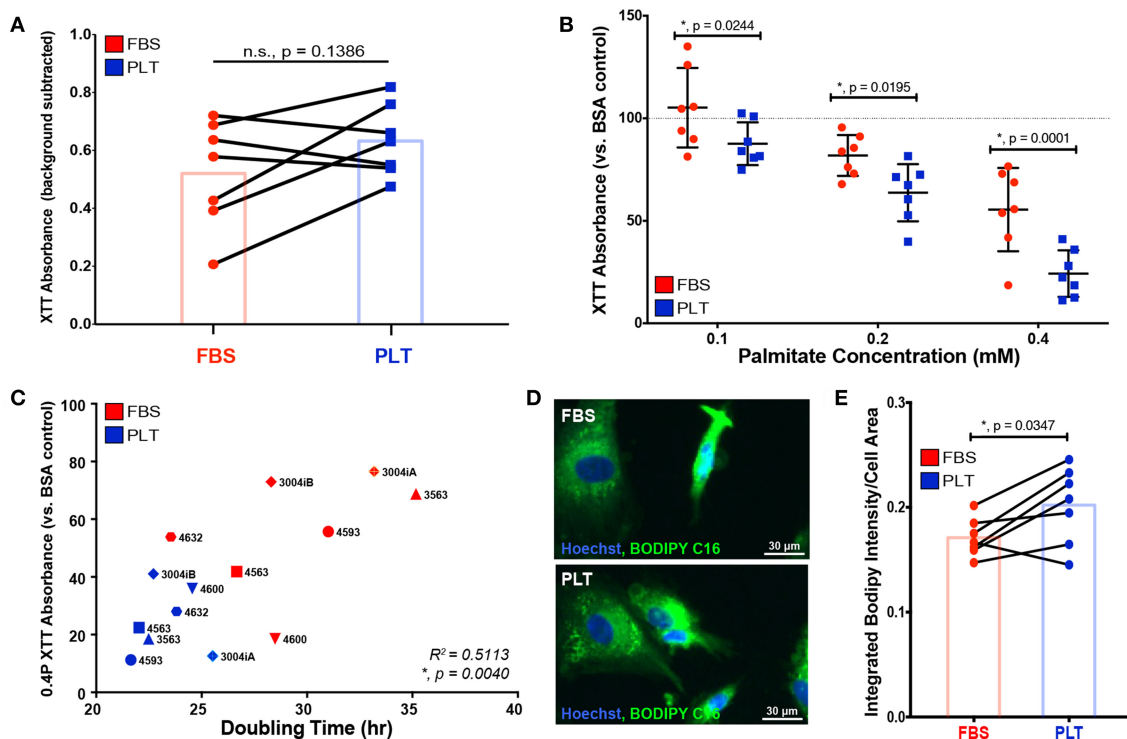 A
FBS
PLT
n.s., p = 0.1386
XTT Absorbance (background subtracted)
1.0
0.8
0.6
0.4
0.2
0.0
FBS
PLT
B
*, p = 0.0244
*, p = 0.0195
*, p = 0.0001
XTT Absorbance (vs. BSA control)
150
100
50
0
FBS
PLT
0.1
0.2
0.4
Palmitate Concentration (mM)
C
FBS
PLT
0.4P XTT Absorbance (vs. BSA control)
100
80
60
40
20
0
3004iA
3004iB
3563
4593
4632
4563
3004iB
4600
4632
4563
3563
4600
4593
3004iA
R² = 0.5113
*, p = 0.0040
20
25
30
35
40
Doubling Time (hr)
D
FBS
Hoechst, BODIPY C16
30 µm
PLT
Hoechst, BODIPY C16
30 µm
E
*, p = 0.0347
FBS
PLT
Integrated Bodipy Intensity/Cell Area
0.3
0.2
0.1
0.0
FBS
PLT